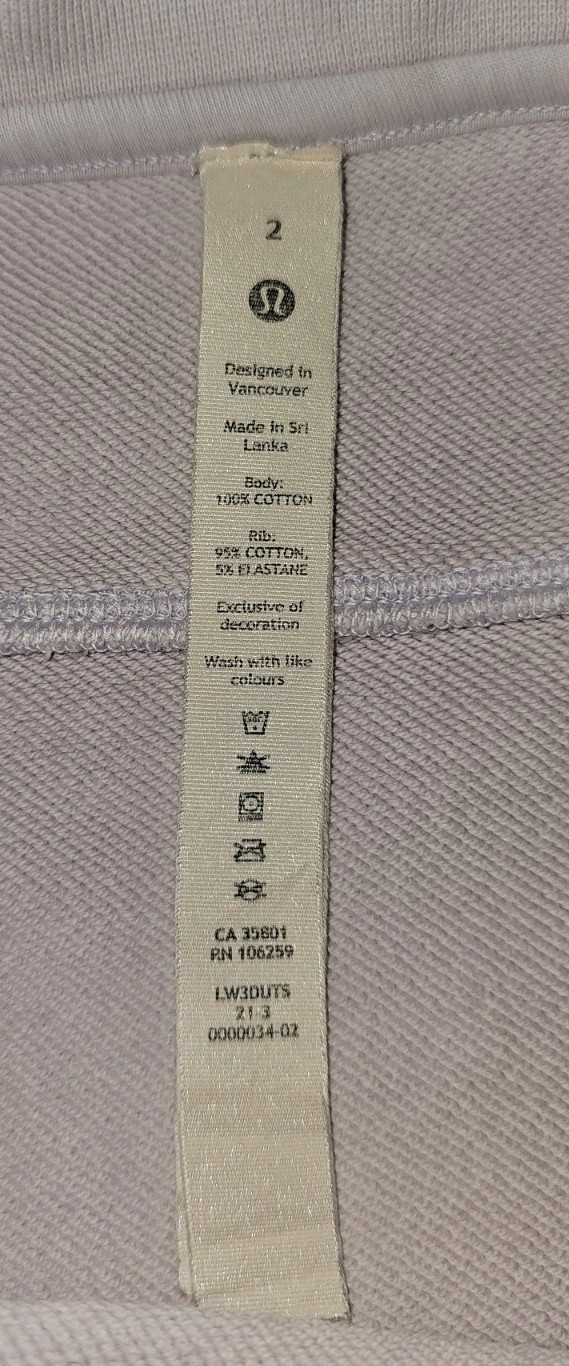 2
Designed in
Vancouver
Made in Sri
Lanka
Body:
100% COTTON
Rib:
95% COTTON,
5% ELASTANE
Exclusive of
decoration
Wash with like
colours
CA 35801
RN 106259
LW3DUTS
21-3
0000034-02